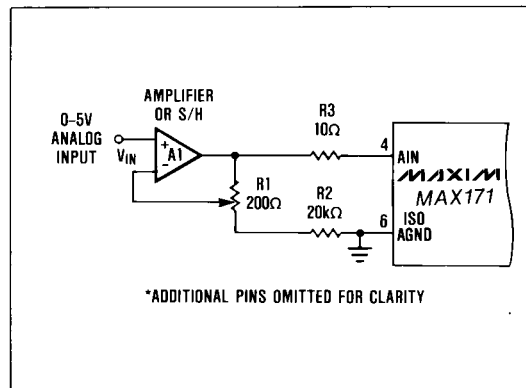 AMPLIFIER
OR S/H
0–5V
ANALOG
INPUT
VIN
+
A1
−
R1
200Ω
R3
10Ω
R2
20kΩ
4
AIN
MAXIM
MAX171
6
ISO
AGND
*ADDITIONAL PINS OMITTED FOR CLARITY